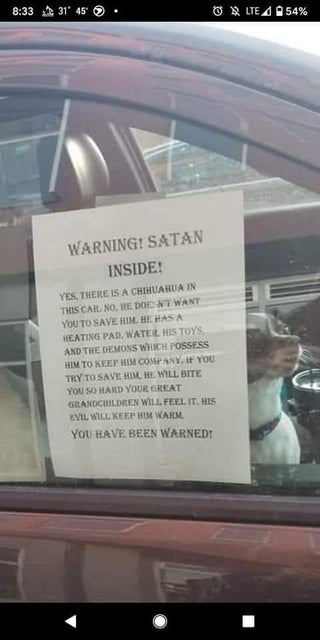 8:33 31° 45° LTE 54%
WARNING! SATAN
INSIDE!
YES, THERE IS A CHIHUAHUA IN
THIS CAR. NO, HE DOESN'T WANT
YOU TO SAVE HIM. HE HAS A
HEATING PAD, WATER, HIS TOYS,
AND THE DEMONS WHICH POSSESS
HIM TO KEEP HIM COMPANY. IF YOU
TRY TO SAVE HIM, HE WILL BITE
YOU SO HARD YOUR GREAT
GRANDCHILDREN WILL FEEL IT. HIS
EVIL WILL KEEP HIM WARM.
YOU HAVE BEEN WARNED!